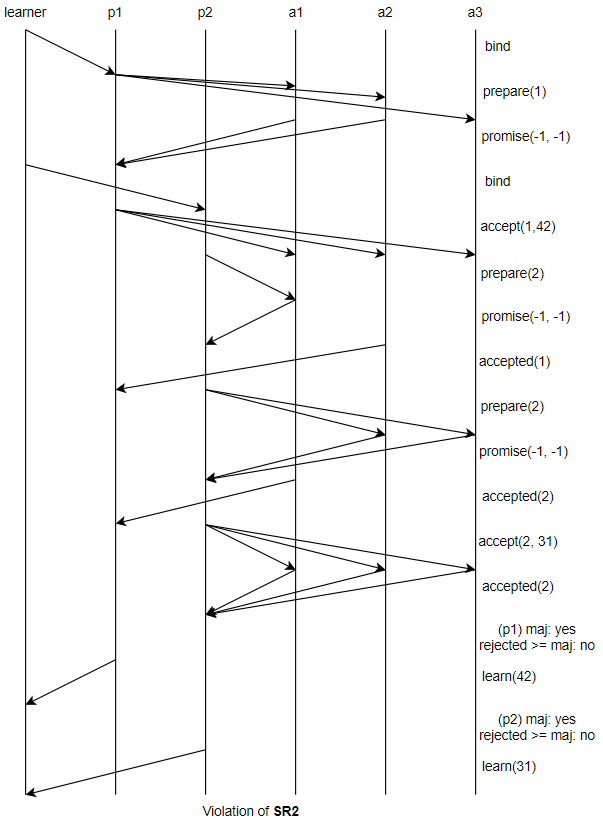 learner p1 p2 a1 a2 a3
bind
prepare(1)
promise(-1, -1)
bind
accept(1,42)
prepare(2)
promise(-1, -1)
accepted(1)
prepare(2)
promise(-1, -1)
accepted(2)
accept(2, 31)
accepted(2)
(p1) maj: yes
rejected >= maj: no
learn(42)
(p2) maj: yes
rejected >= maj: no
learn(31)
Violation of SR2